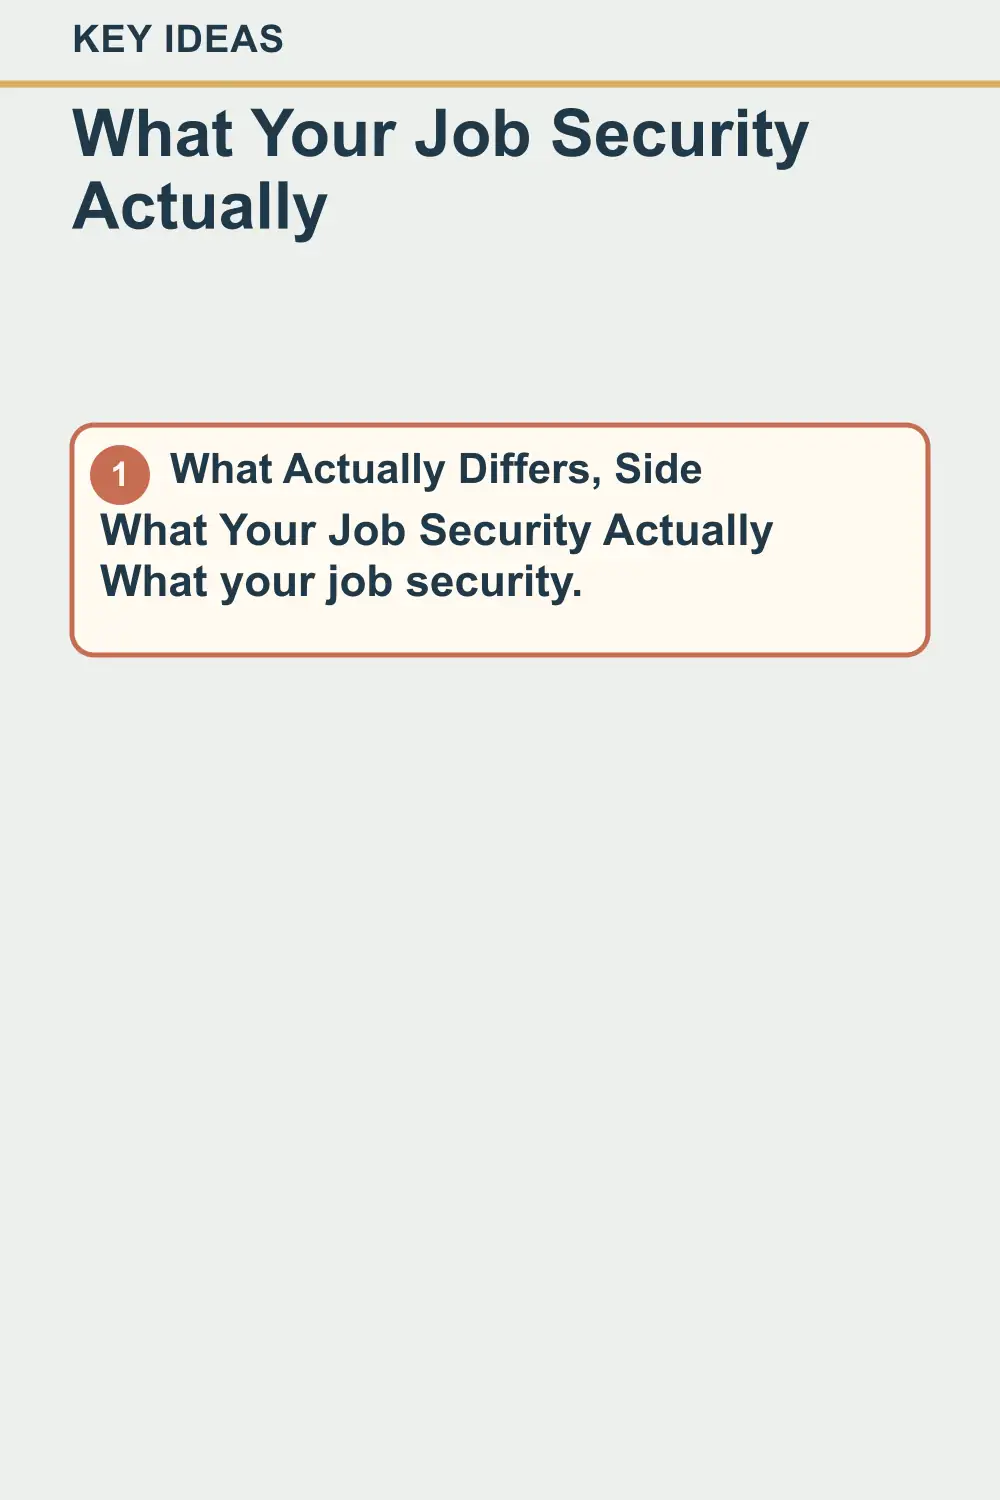 KEY IDEAS
What Your Job Security
Actually
1 What Actually Differs, Side
What Your Job Security Actually
What your job security.